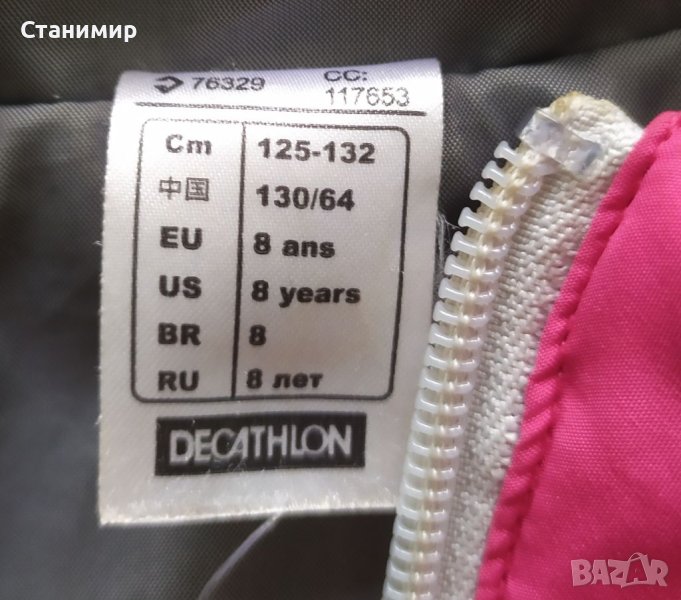 Станимир
76329 CC:
117653
Cm 125-132
中国 130/64
EU 8 ans
US 8 years
BR 8
RU 8 лет
DECATHLON
BAZAR